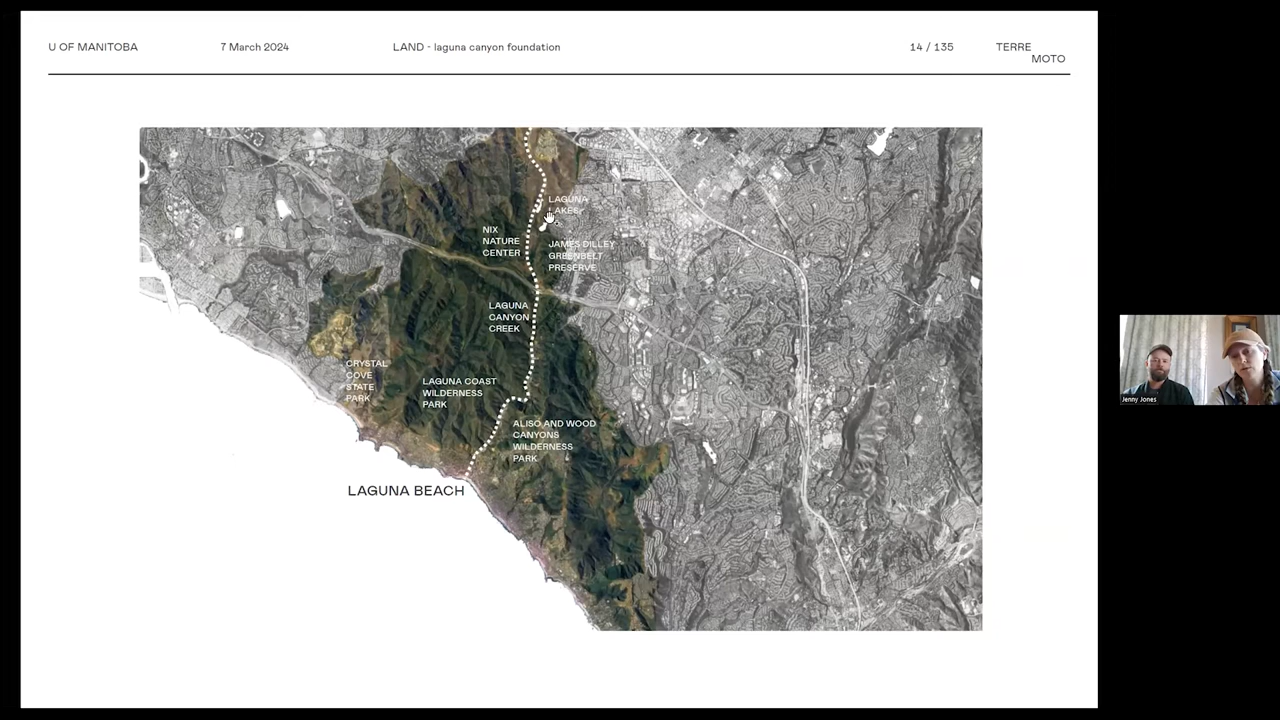 U OF MANITOBA
7 March 2024
LAND - laguna canyon foundation
14 / 135
TERRE
MOTO
LAGUNA
LAKES
NIX
NATURE
CENTER
JAMES DILLEY
GREENBELT
PRESERVE
LAGUNA
CANYON
CREEK
CRYSTAL
COVE
STATE
PARK
LAGUNA COAST
WILDERNESS
PARK
ALISO AND WOOD
CANYONS
WILDERNESS
PARK
LAGUNA BEACH
Jenny Jones